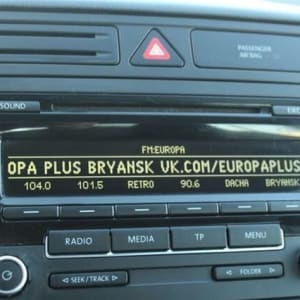 PASSENGER
AIR BAG
SOUND
FM:EUROPA
OPA PLUS BRYANSK VK.COM/EUROPAPLUS
104.0 101.5 RETRO 90.6 DACHA BRYANSK
RADIO MEDIA TP MENU
SEEK / TRACK
FOLDER